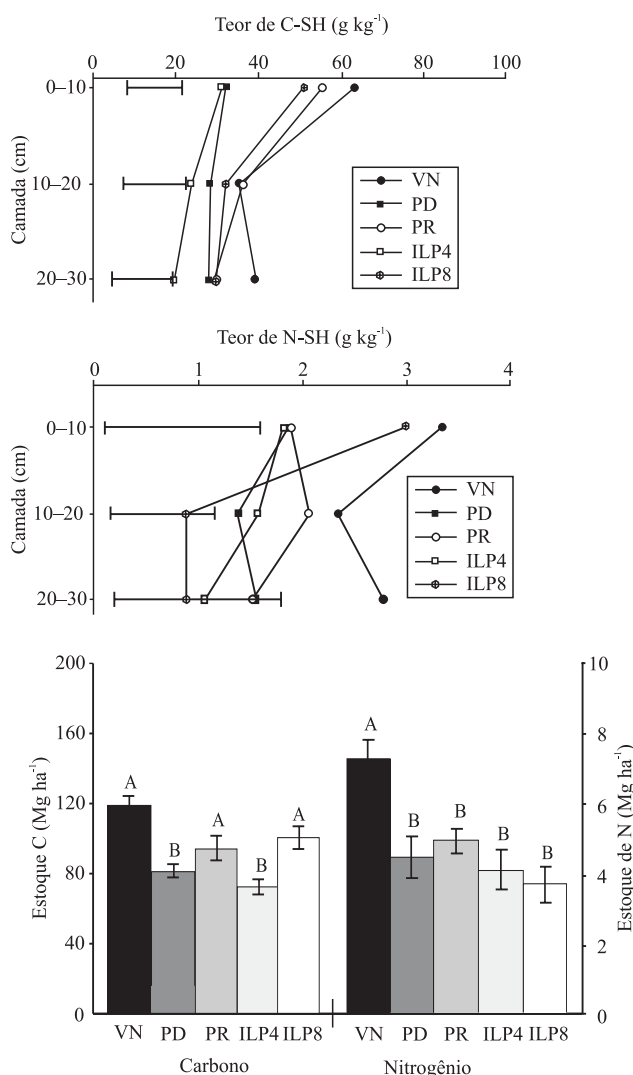 Teor de C-SH (g kg⁻¹)
0 20 40 60 80 100
Camada (cm)
0–10
10–20
20–30
VN
PD
PR
ILP4
ILP8
Teor de N-SH (g kg⁻¹)
0 1 2 3 4
Camada (cm)
0–10
10–20
20–30
VN
PD
PR
ILP4
ILP8
Estoque C (Mg ha⁻¹)
200
160
120
80
40
0
A B A B A
A B B B B
10
8
6
4
2
0
Estoque de N (Mg ha⁻¹)
VN PD PR ILP4 ILP8 VN PD PR ILP4 ILP8
Carbono Nitrogênio